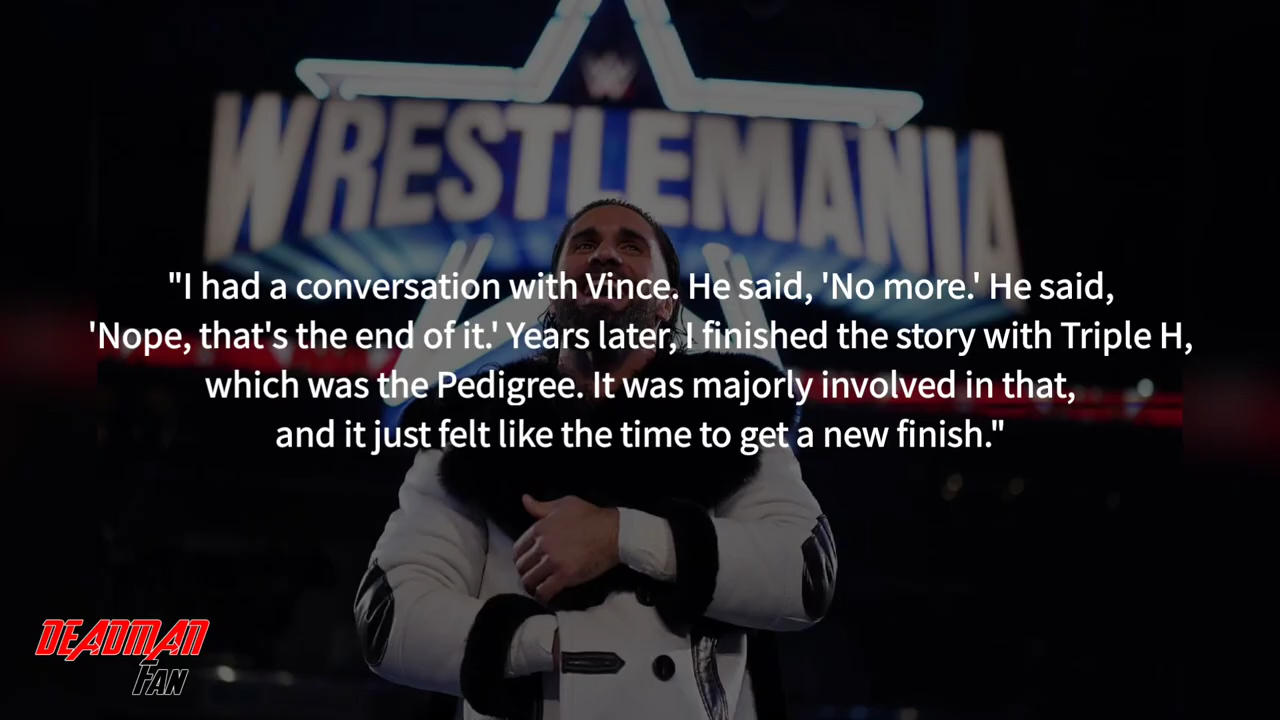 WRESTLEMANIA
"I had a conversation with Vince. He said, 'No more.' He said,
'Nope, that's the end of it.' Years later, I finished the story with Triple H,
which was the Pedigree. It was majorly involved in that,
and it just felt like the time to get a new finish."
DEADMAN
FAN